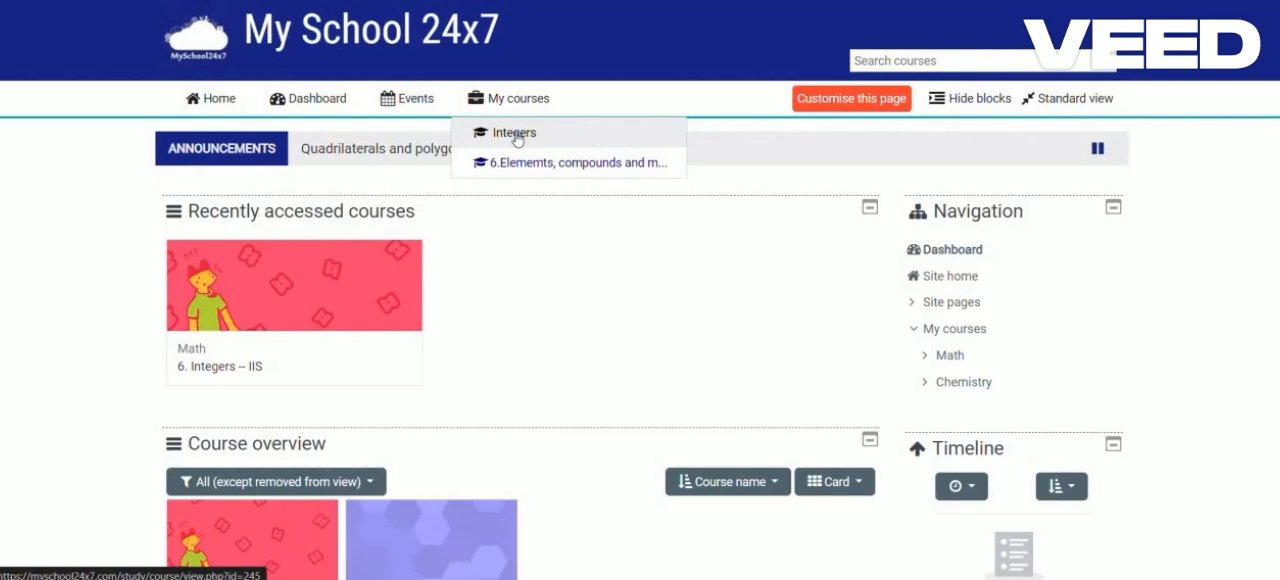 My School 24x7
MySchool24x7
VEED
Search courses
Home
Dashboard
Events
My courses
Customise this page
Hide blocks
Standard view
Integers
6.Elememts, compounds and m...
ANNOUNCEMENTS
Quadrilaterals and polygo
Recently accessed courses
Math
6. Integers – IIS
Navigation
Dashboard
Site home
Site pages
My courses
Math
Chemistry
Course overview
All (except removed from view)
Course name
Card
Timeline
https://myschool24x7.com/study/course/view.php?id=245